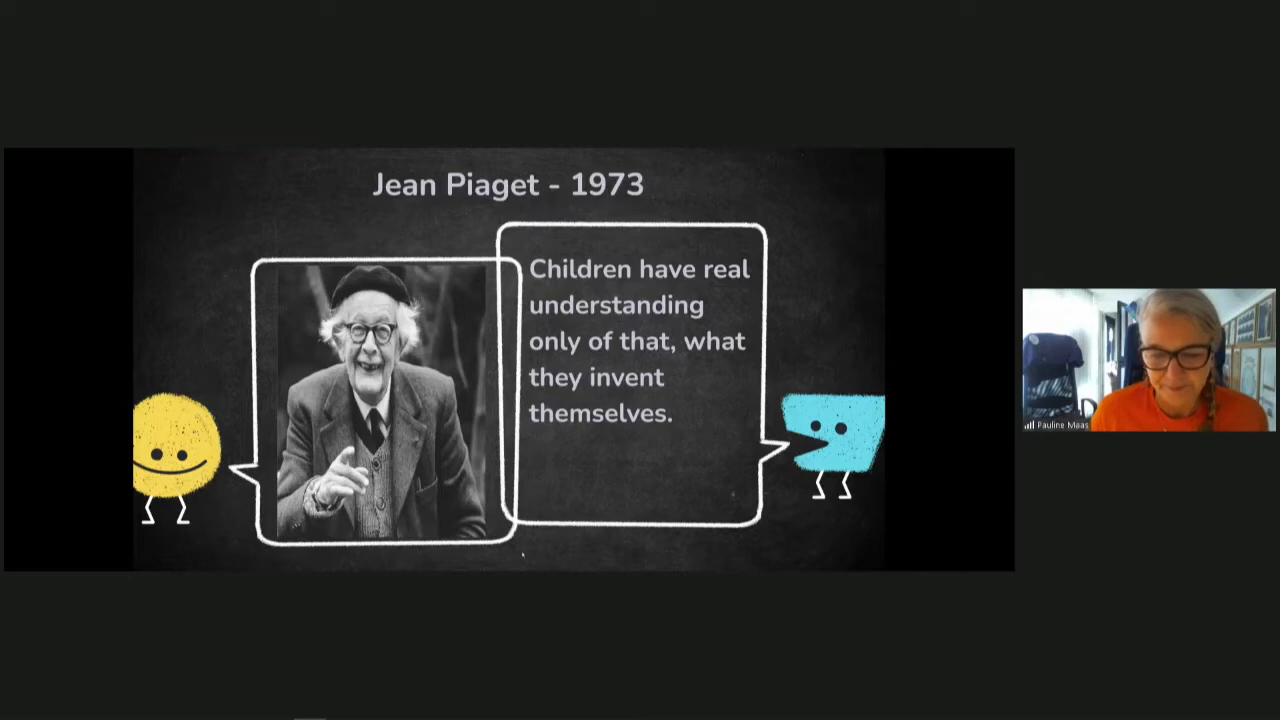 Jean Piaget - 1973
Children have real
understanding
only of that, what
they invent
themselves.
Pauline Maas